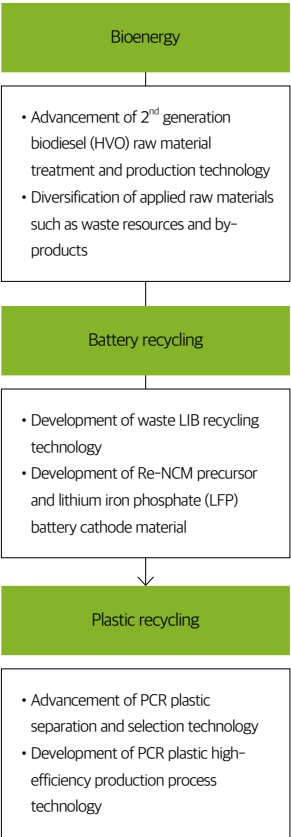 Bioenergy
• Advancement of 2nd generation
biodiesel (HVO) raw material
treatment and production technology
• Diversification of applied raw materials
such as waste resources and by-
products
Battery recycling
• Development of waste LIB recycling
technology
• Development of Re-NCM precursor
and lithium iron phosphate (LFP)
battery cathode material
Plastic recycling
• Advancement of PCR plastic
separation and selection technology
• Development of PCR plastic high-
efficiency production process
technology